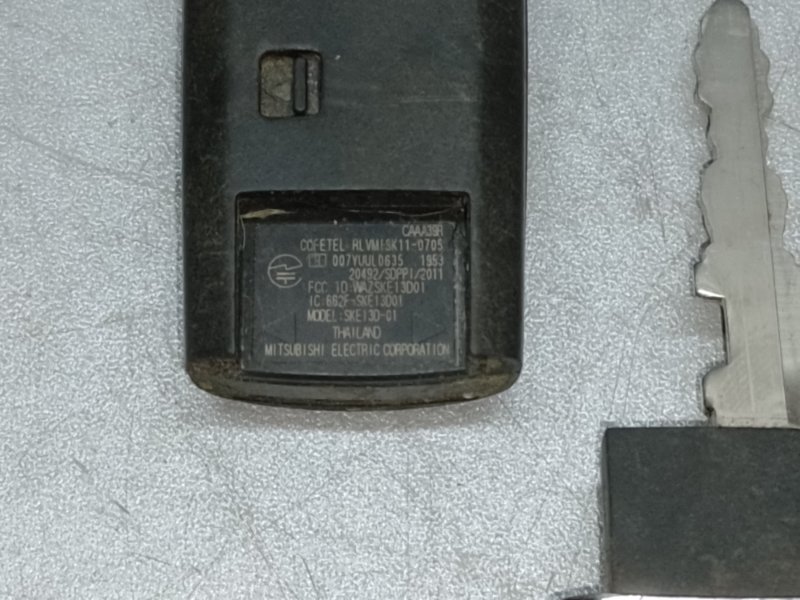 CAAA39R
COFETEL RLVMISK11-0705
R 007YUUL0635 1953
20492/SDPPI/2011
FCC ID:WAZSKE13D01
IC:662F-SKE13D01
MODEL:SKE13D-01
THAILAND
MITSUBISHI ELECTRIC CORPORATION